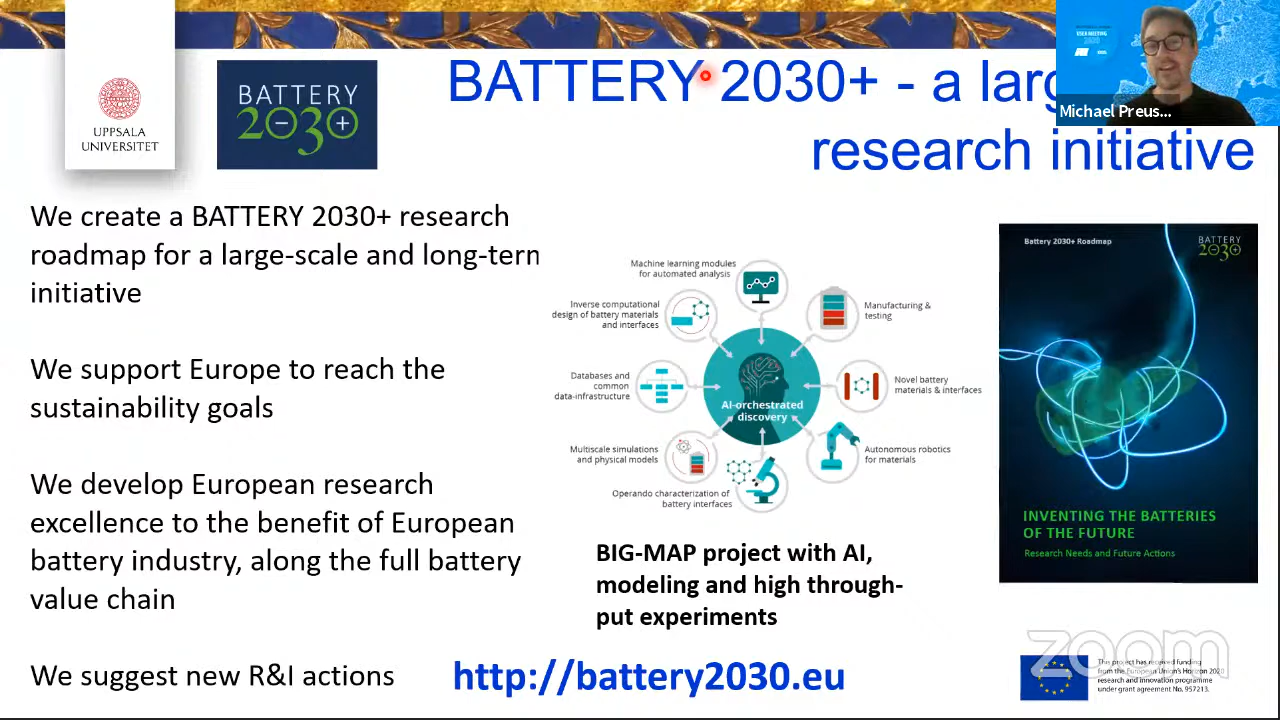 BATTERY 2030+ - a larg
research initiative
USER MEETING
Michael Preus...
UPPSALA
UNIVERSITET
BATTERY
2030
We create a BATTERY 2030+ research
roadmap for a large-scale and long-term
initiative
We support Europe to reach the
sustainability goals
We develop European research
excellence to the benefit of European
battery industry, along the full battery
value chain
We suggest new R&I actions
Machine learning modules
for automated analysis
Inverse computational
design of battery materials
and interfaces
Manufacturing &
testing
Databases and
common
data-infrastructure
AI-orchestrated
discovery
Novel battery
materials & interfaces
Multiscale simulations
and physical models
Autonomous robotics
for materials
Operando characterization of
battery interfaces
BIG-MAP project with AI,
modeling and high through-
put experiments
http://battery2030.eu
Battery 2030+ Roadmap
BATTERY
2030
INVENTING THE BATTERIES
OF THE FUTURE
Research Needs and Future Actions
zoom
This project has received funding
from the European Union's Horizon 2020
research and innovation programme
under grant agreement No. 957213.